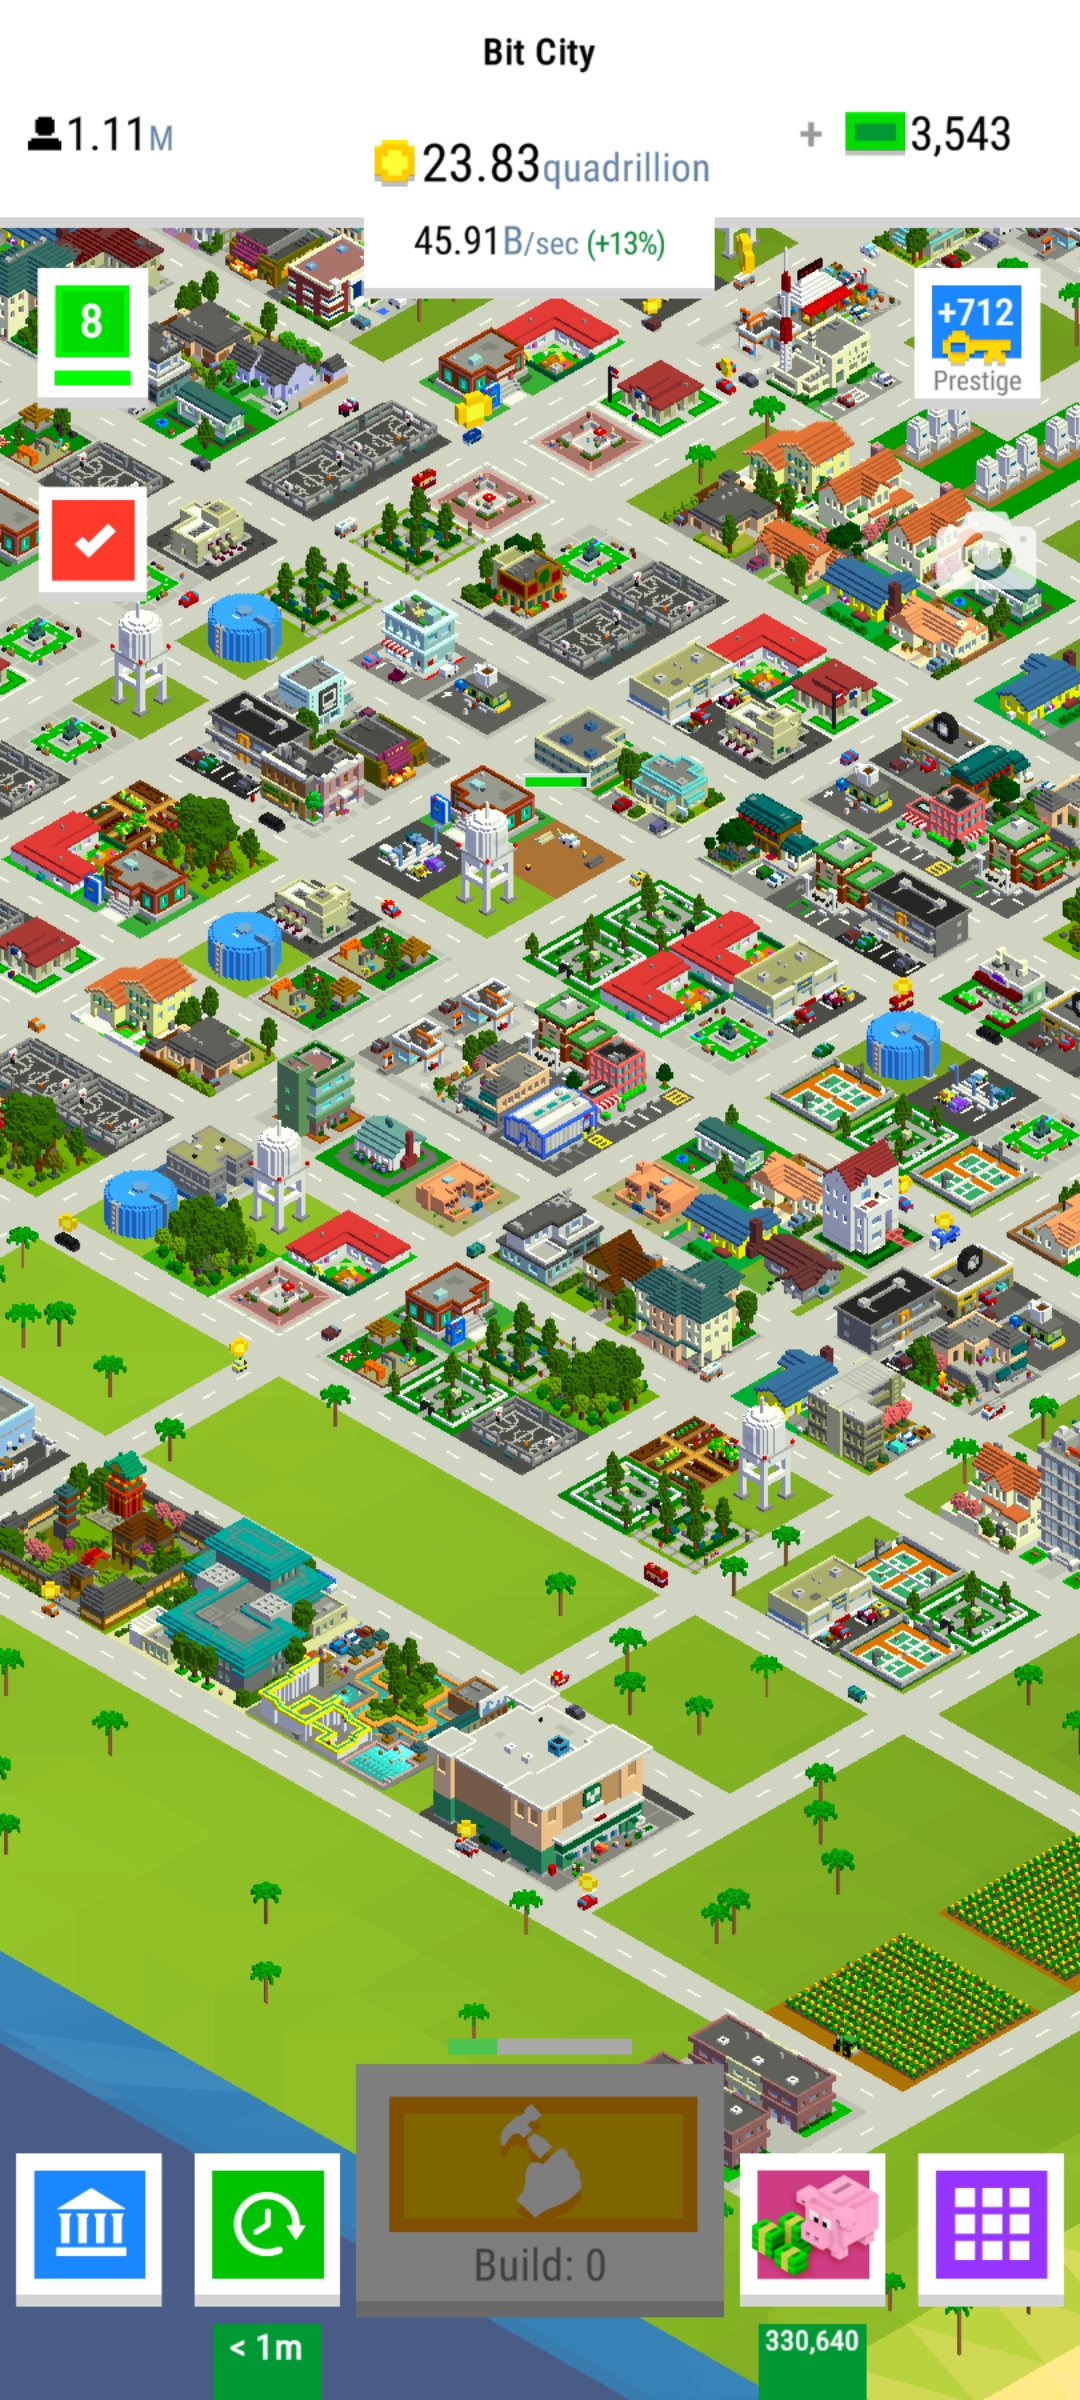 Bit City
1.11M
23.83quadrillion
+ 3,543
45.91B/sec (+13%)
8
+712
Prestige
Build: 0
< 1m
330,640